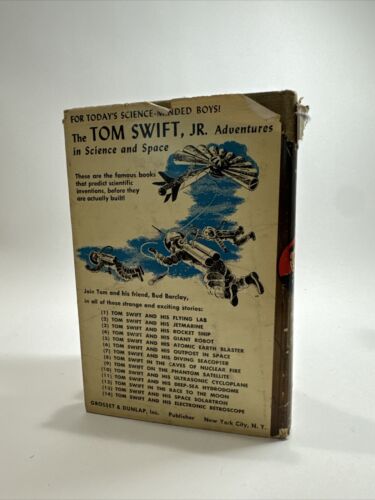 FOR TODAY'S SCIENCE-MINDED BOYS!
The TOM SWIFT, JR. Adventures
in Science and Space
These are the famous books
that predict scientific
inventions, before they
are actually built!
Join Tom and his friend, Bud Barclay,
in all of these strange and exciting stories:
(1) TOM SWIFT AND HIS FLYING LAB
(2) TOM SWIFT AND HIS JETMARINE
(3) TOM SWIFT AND HIS ROCKET SHIP
(4) TOM SWIFT AND HIS GIANT ROBOT
(5) TOM SWIFT AND HIS ATOMIC EARTH BLASTER
(6) TOM SWIFT AND HIS OUTPOST IN SPACE
(7) TOM SWIFT AND HIS DIVING SEACOPTER
(8) TOM SWIFT IN THE CAVES OF NUCLEAR FIRE
(9) TOM SWIFT ON THE PHANTOM SATELLITE
(10) TOM SWIFT AND HIS ULTRASONIC CYCLOPLANE
(11) TOM SWIFT AND HIS DEEP-SEA HYDRODOME
(12) TOM SWIFT IN THE RACE TO THE MOON
(13) TOM SWIFT AND HIS SPACE SOLARTRON
(14) TOM SWIFT AND HIS ELECTRONIC RETROSCOPE
GROSSET & DUNLAP, Inc. Publisher New York City, N. Y.